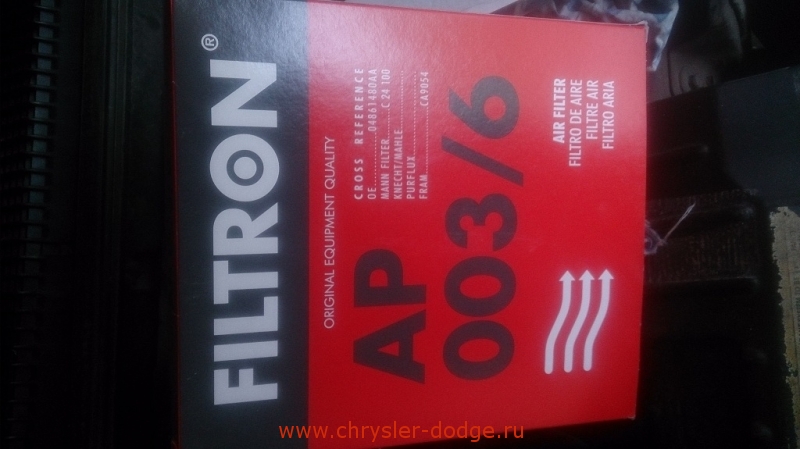 FILTRON®
ORIGINAL EQUIPMENT QUALITY
CROSS REFERENCE
OE...............04861480AA
MANN FILTER........C 24 100
KNECHT/MAHLE...............
PURFLUX....................
FRAM.................CA9054
AP
003/6
AIR FILTER
FILTRO DE AIRE
FILTRE AIR
FILTRO ARIA
www.chrysler-dodge.ru